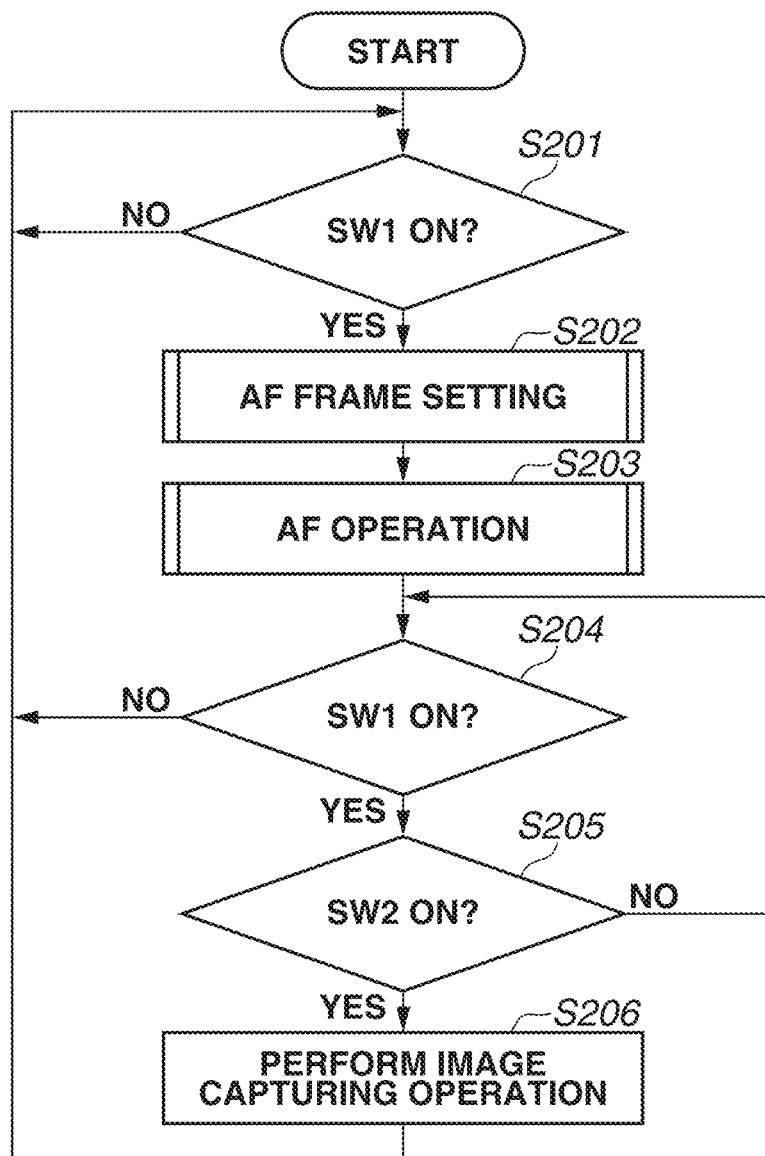 START
S201
NO
SW1 ON?
YES
S202
AF FRAME SETTING
S203
AF OPERATION
S204
NO
SW1 ON?
YES
S205
SW2 ON?
NO
YES
S206
PERFORM IMAGE
CAPTURING OPERATION